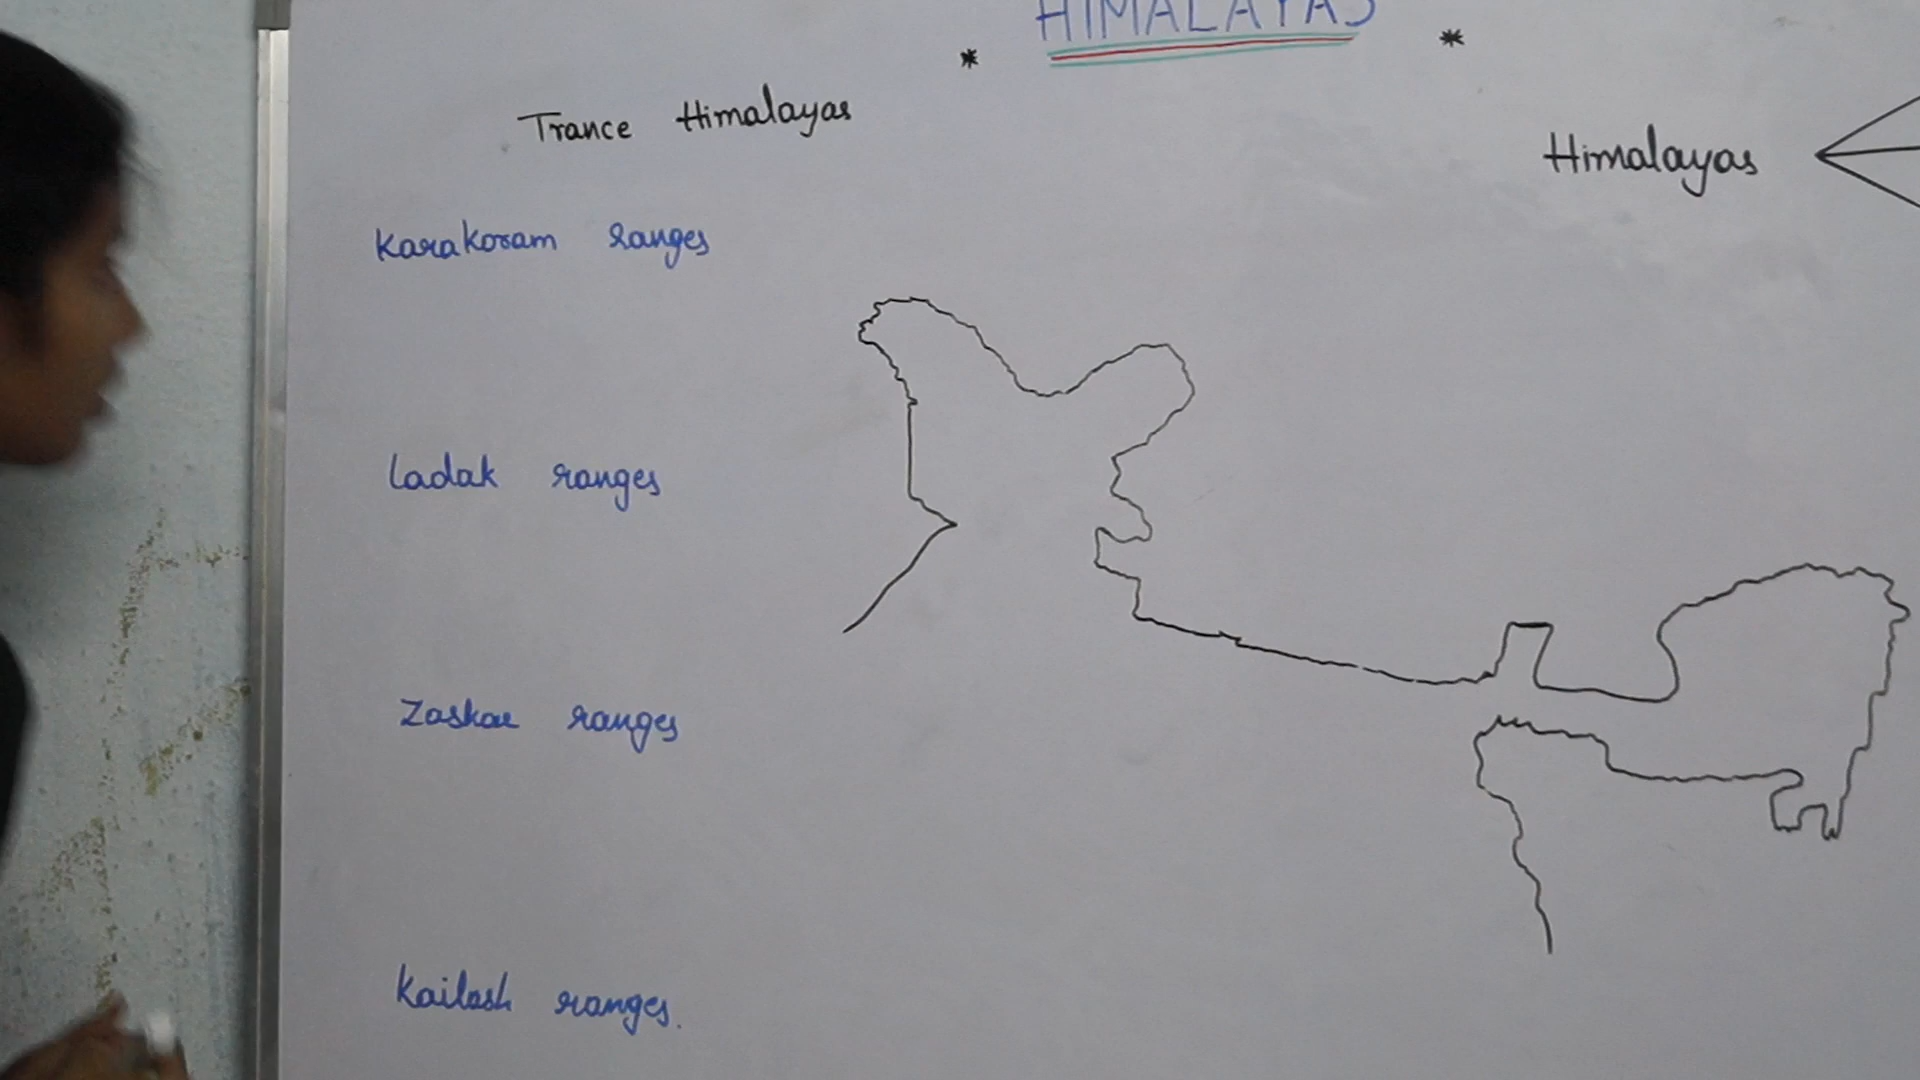 HIMALAYAS
* *
Trance Himalayas
Himalayas
Karakoram ranges
Ladak ranges
Zaskar ranges
Kailash ranges.